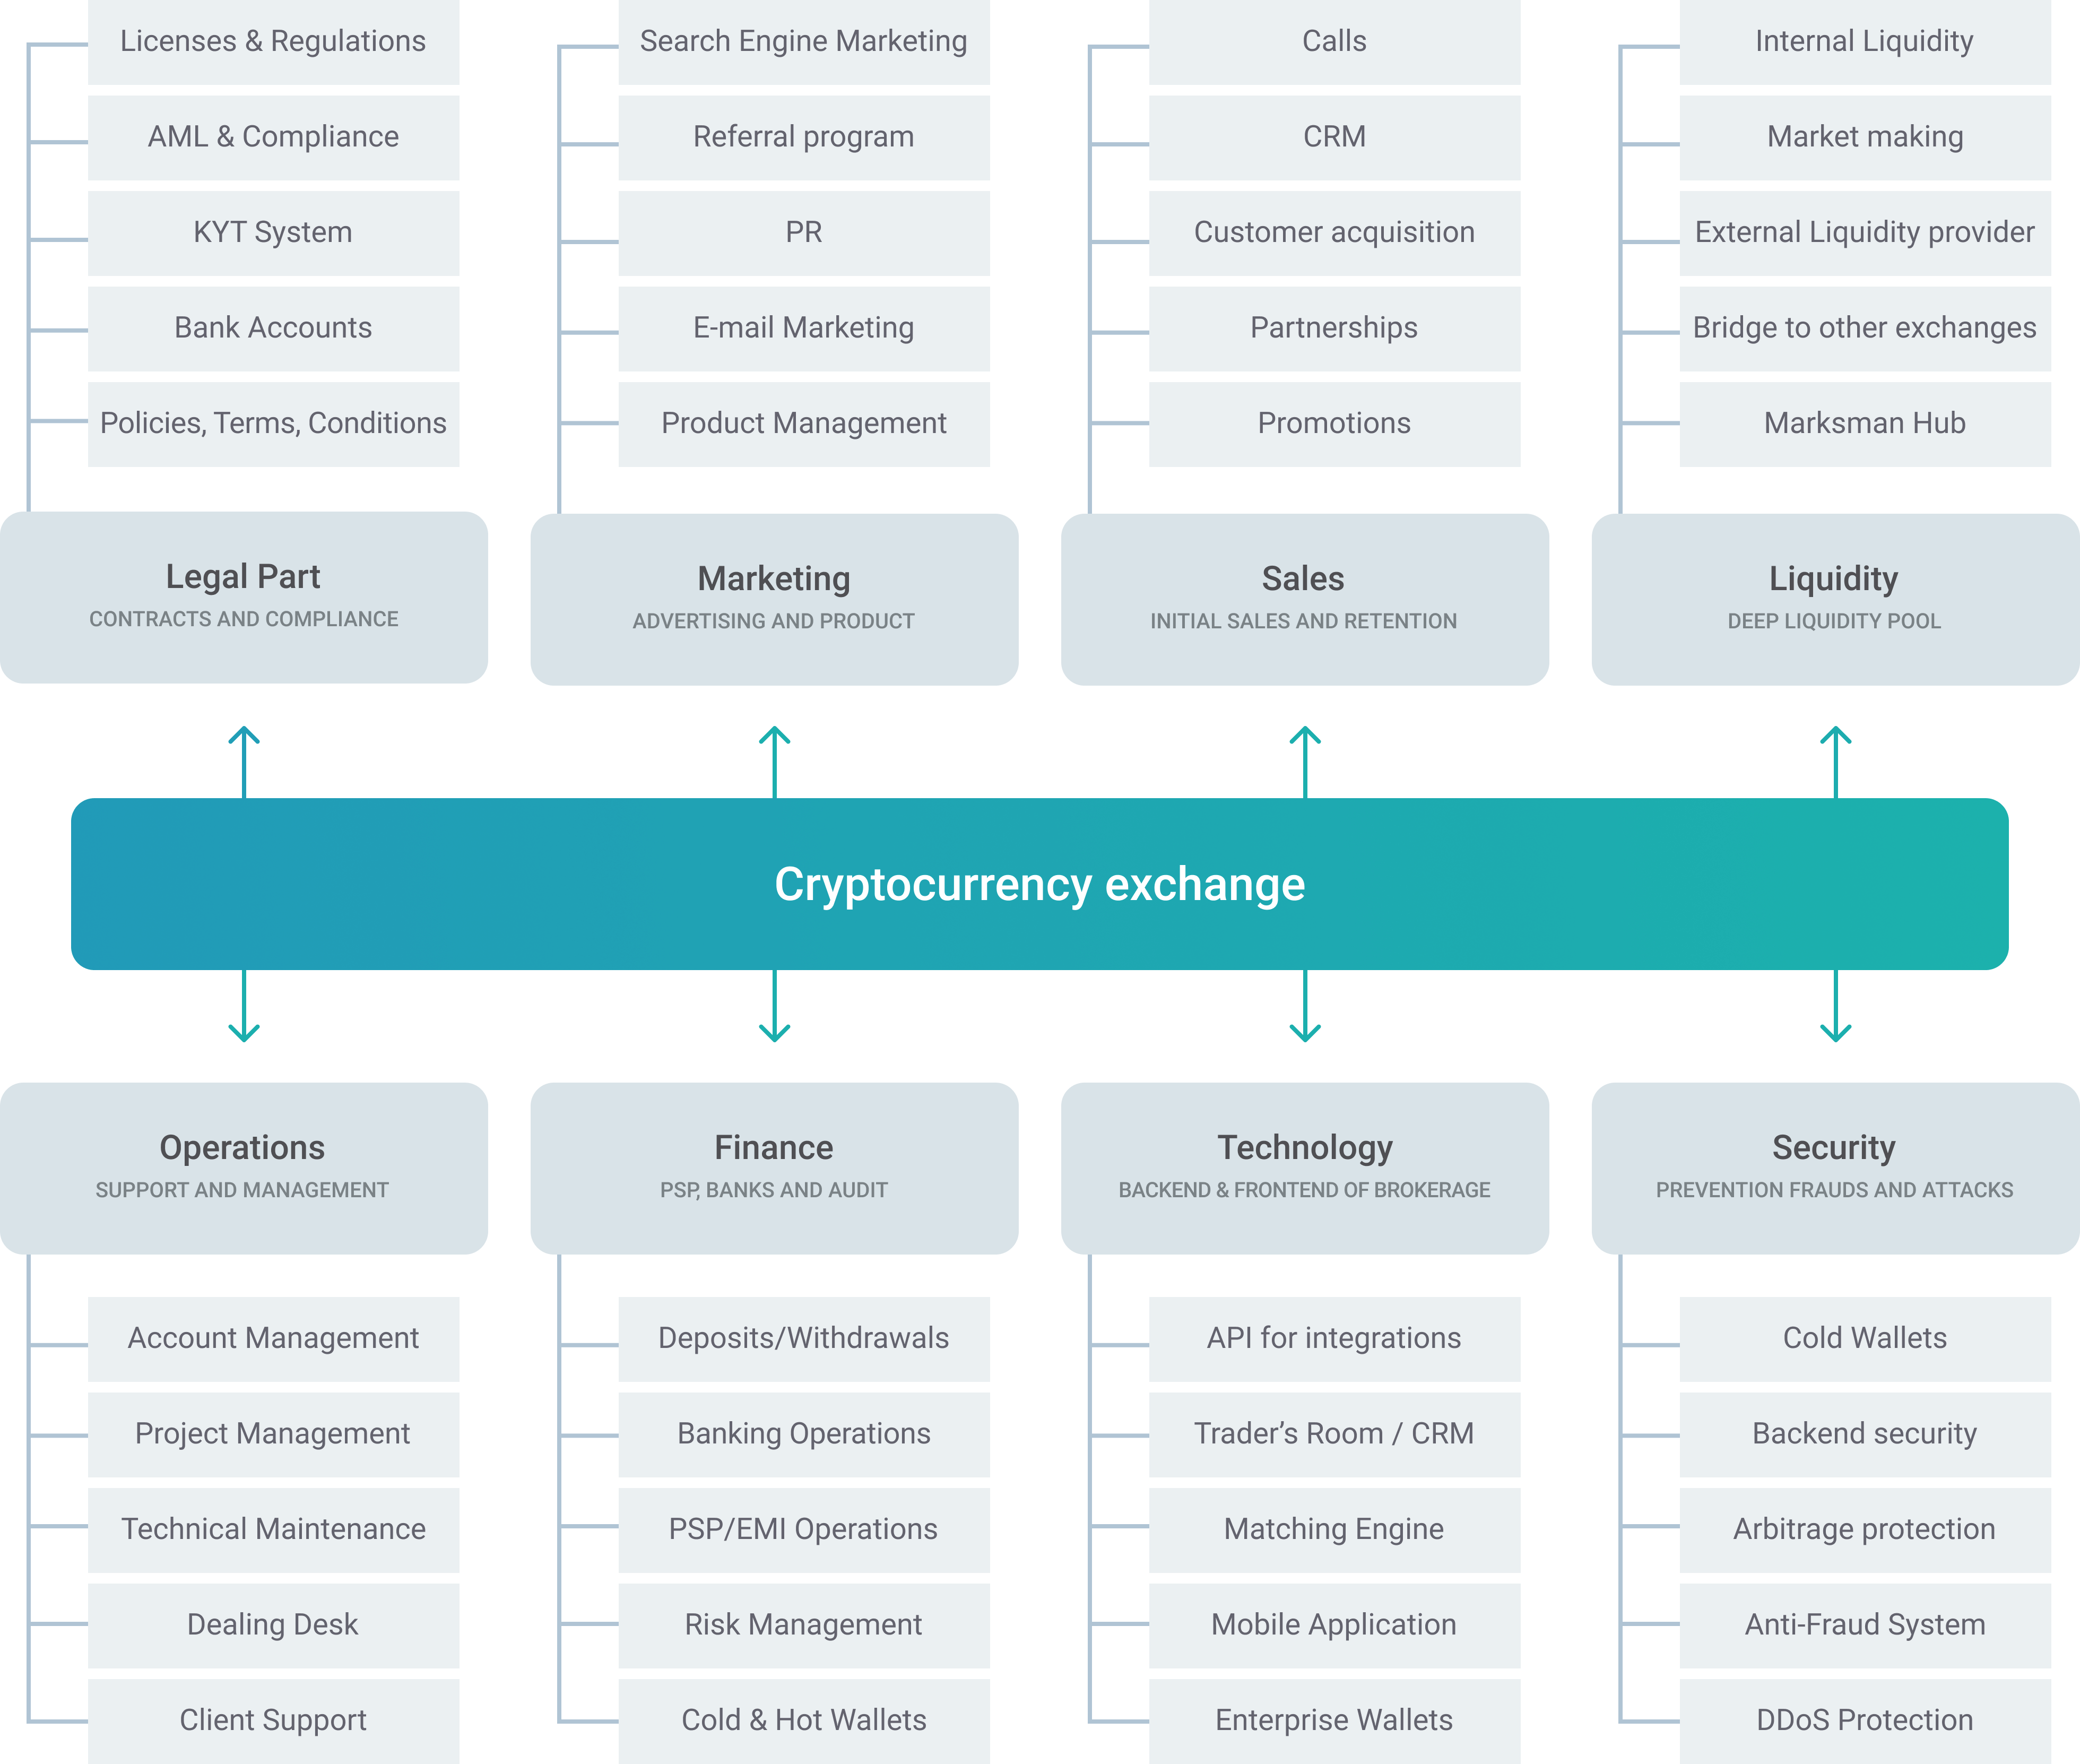 Licenses & Regulations
AML & Compliance
KYT System
Bank Accounts
Policies, Terms, Conditions
Legal Part
CONTRACTS AND COMPLIANCE
Search Engine Marketing
Referral program
PR
E-mail Marketing
Product Management
Marketing
ADVERTISING AND PRODUCT
Calls
CRM
Customer acquisition
Partnerships
Promotions
Sales
INITIAL SALES AND RETENTION
Internal Liquidity
Market making
External Liquidity provider
Bridge to other exchanges
Marksman Hub
Liquidity
DEEP LIQUIDITY POOL
Cryptocurrency exchange
Operations
SUPPORT AND MANAGEMENT
Account Management
Project Management
Technical Maintenance
Dealing Desk
Client Support
Finance
PSP, BANKS AND AUDIT
Deposits/Withdrawals
Banking Operations
PSP/EMI Operations
Risk Management
Cold & Hot Wallets
Technology
BACKEND & FRONTEND OF BROKERAGE
API for integrations
Trader’s Room / CRM
Matching Engine
Mobile Application
Enterprise Wallets
Security
PREVENTION FRAUDS AND ATTACKS
Cold Wallets
Backend security
Arbitrage protection
Anti-Fraud System
DDoS Protection